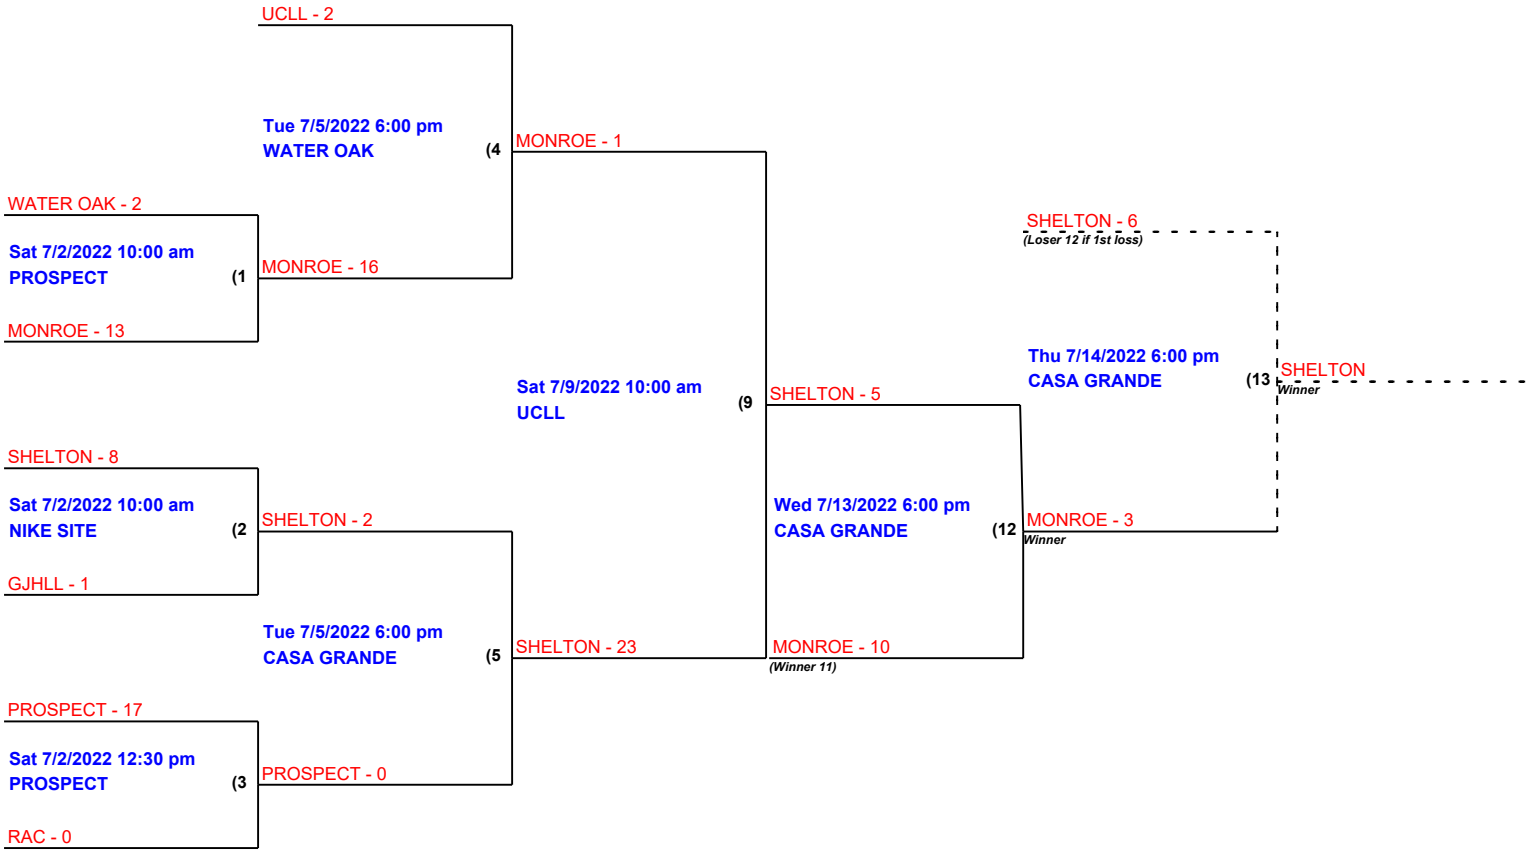 UCLL - 2
Tue 7/5/2022 6:00 pm
WATER OAK
(4
MONROE - 1
WATER OAK - 2
Sat 7/2/2022 10:00 am
PROSPECT
(1
MONROE - 16
MONROE - 13
SHELTON - 6
(Loser 12 if 1st loss)
Thu 7/14/2022 6:00 pm
CASA GRANDE
(13
SHELTON
Winner
Sat 7/9/2022 10:00 am
UCLL
(9
SHELTON - 5
SHELTON - 8
Sat 7/2/2022 10:00 am
NIKE SITE
(2
SHELTON - 2
GJHLL - 1
Wed 7/13/2022 6:00 pm
CASA GRANDE
(12
MONROE - 3
Winner
Tue 7/5/2022 6:00 pm
CASA GRANDE
(5
SHELTON - 23
MONROE - 10
(Winner 11)
PROSPECT - 17
Sat 7/2/2022 12:30 pm
PROSPECT
(3
PROSPECT - 0
RAC - 0